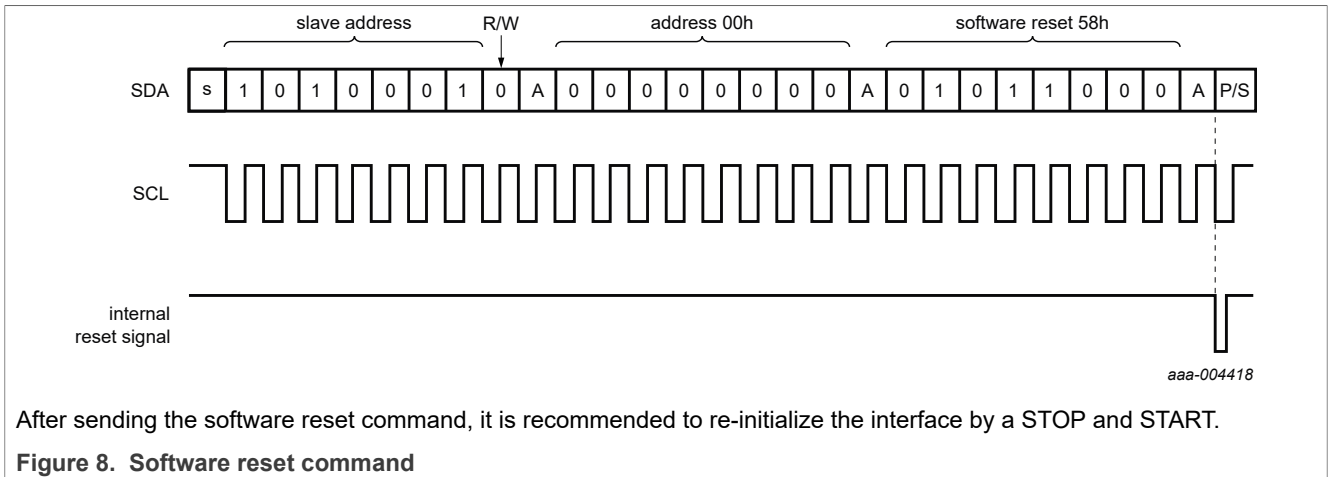 slave address R/W address 00h software reset 58h
SDA s 1 0 1 0 0 0 1 0 A 0 0 0 0 0 0 0 0 A 0 1 0 1 1 0 0 0 A P/S
SCL
internal
reset signal
aaa-004418
After sending the software reset command, it is recommended to re-initialize the interface by a STOP and START.
Figure 8. Software reset command